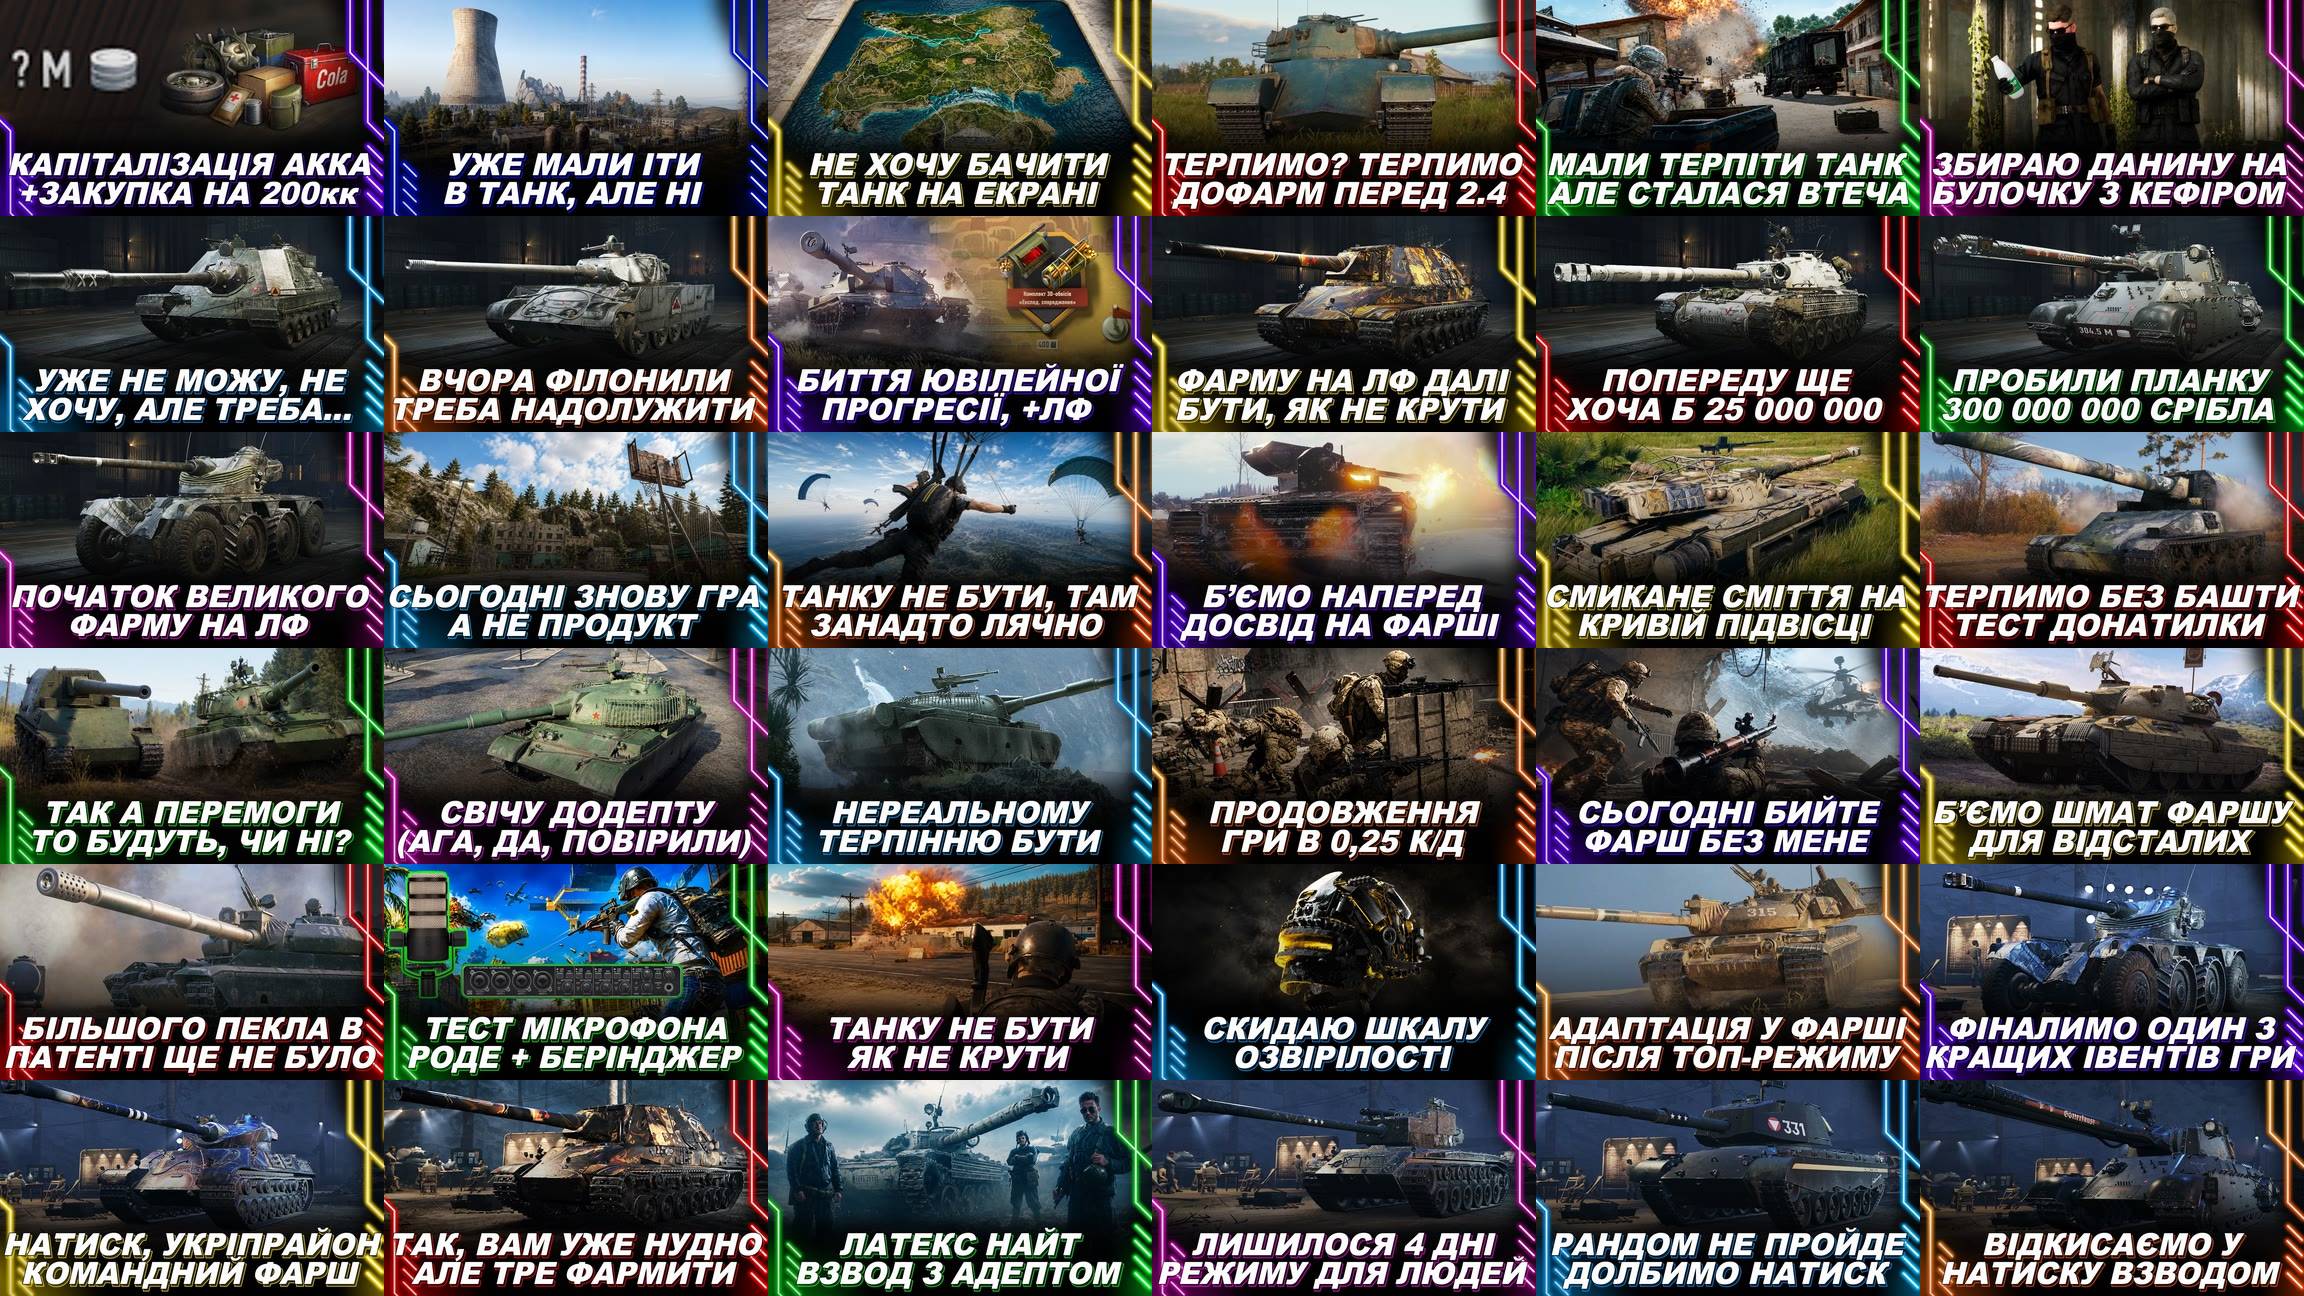 ? М
Cola
КАПІТАЛІЗАЦІЯ АККА
+ЗАКУПКА НА 200кк
УЖЕ МАЛИ ІТИ
В ТАНК, АЛЕ НІ
НЕ ХОЧУ БАЧИТИ
ТАНК НА ЕКРАНІ
ТЕРПИМО? ТЕРПИМО
ДОФАРМ ПЕРЕД 2.4
МАЛИ ТЕРПІТИ ТАНК
АЛЕ СТАЛАСЯ ВТЕЧА
ЗБИРАЮ ДАНИНУ НА
БУЛОЧКУ З КЕФІРОМ
УЖЕ НЕ МОЖУ, НЕ
ХОЧУ, АЛЕ ТРЕБА...
ВЧОРА ФІЛОНИЛИ
ТРЕБА НАДОЛУЖИТИ
Комплект 3D-обвісів
400
БИТТЯ ЮВІЛЕЙНОЇ
ПРОГРЕСІЇ, +ЛФ
ФАРМУ НА ЛФ ДАЛІ
БУТИ, ЯК НЕ КРУТИ
ПОПЕРЕДУ ЩЕ
ХОЧА Б 25 000 000
384.5 M
ПРОБИЛИ ПЛАНКУ
300 000 000 СРІБЛА
ПОЧАТОК ВЕЛИКОГО
ФАРМУ НА ЛФ
СЬОГОДНІ ЗНОВУ ГРА
А НЕ ПРОДУКТ
ТАНКУ НЕ БУТИ, ТАМ
ЗАНАДТО ЛЯЧНО
Б’ЄМО НАПЕРЕД
ДОСВІД НА ФАРШІ
СМИКАНЕ СМІТТЯ НА
КРИВІЙ ПІДВІСЦІ
ТЕРПИМО БЕЗ БАШТИ
ТЕСТ ДОНАТИЛКИ
ТАК А ПЕРЕМОГИ
ТО БУДУТЬ, ЧИ НІ?
СВІЧУ ДОДЕПТУ
(АГА, ДА, ПОВІРИЛИ)
НЕРЕАЛЬНОМУ
ТЕРПІННЮ БУТИ
ПРОДОВЖЕННЯ
ГРИ В 0,25 К/Д
СЬОГОДНІ БИЙТЕ
ФАРШ БЕЗ МЕНЕ
Б’ЄМО ШМАТ ФАРШУ
ДЛЯ ВІДСТАЛИХ
31
БІЛЬШОГО ПЕКЛА В
ПАТЕНТІ ЩЕ НЕ БУЛО
ТЕСТ МІКРОФОНА
РОДЕ + БЕРІНДЖЕР
ТАНКУ НЕ БУТИ
ЯК НЕ КРУТИ
СКИДАЮ ШКАЛУ
ОЗВІРІЛОСТІ
315
АДАПТАЦІЯ У ФАРШІ
ПІСЛЯ ТОП-РЕЖИМУ
ФІНАЛИМО ОДИН З
КРАЩИХ ІВЕНТІВ ГРИ
НАТИСК, УКРІПРАЙОН
КОМАНДНИЙ ФАРШ
ТАК, ВАМ УЖЕ НУДНО
АЛЕ ТРЕ ФАРМИТИ
ЛАТЕКС НАЙТ
ВЗВОД З АДЕПТОМ
ЛИШИЛОСЯ 4 ДНІ
РЕЖИМУ ДЛЯ ЛЮДЕЙ
331
РАНДОМ НЕ ПРОЙДЕ
ДОЛБИМО НАТИСК
ВІДКИСАЄМО У
НАТИСКУ ВЗВОДОМ